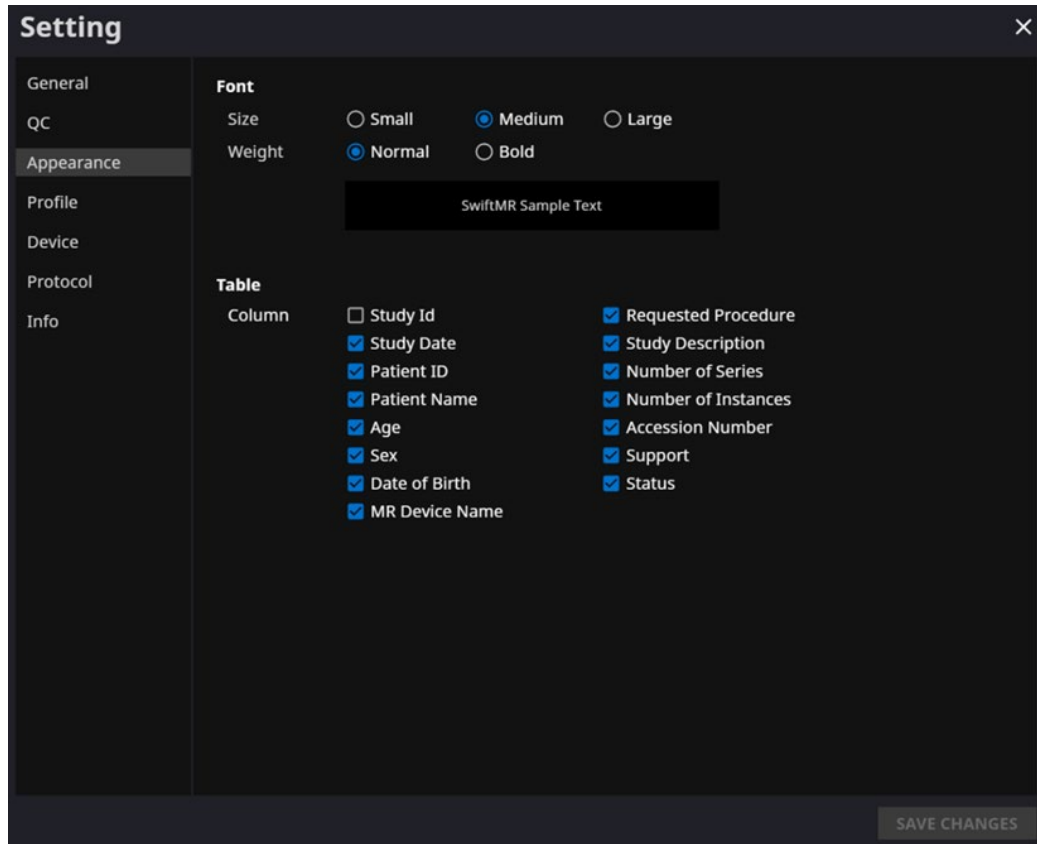 Setting
General
QC
Appearance
Profile
Device
Protocol
Info
Font
Size Small Medium Large
Weight Normal Bold
SwiftMR Sample Text
Table
Column
Study Id
Study Date
Patient ID
Patient Name
Age
Sex
Date of Birth
MR Device Name
Requested Procedure
Study Description
Number of Series
Number of Instances
Accession Number
Support
Status
SAVE CHANGES